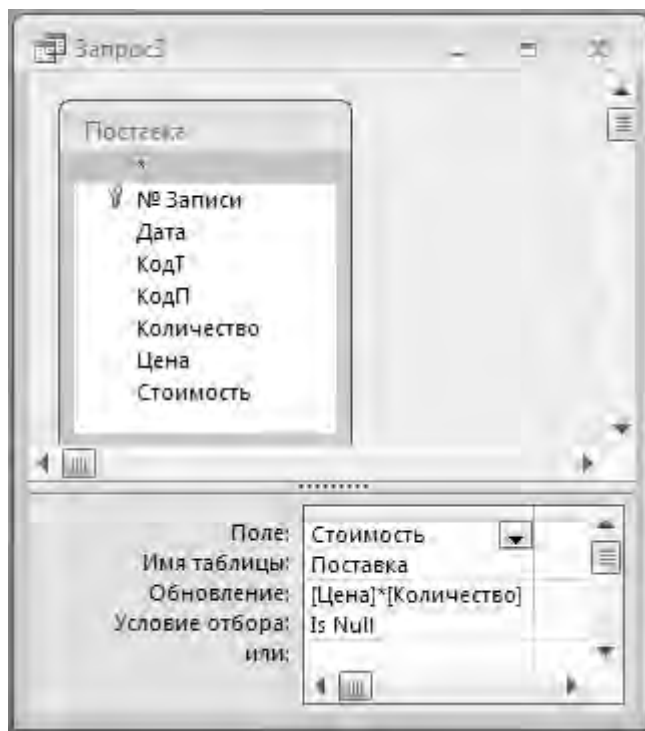 Запрос3
Поставка
*
№ Записи
Дата
КодТ
КодП
Количество
Цена
Стоимость
Поле: Стоимость
Имя таблицы: Поставка
Обновление: [Цена]*[Количество]
Условие отбора: Is Null
или: